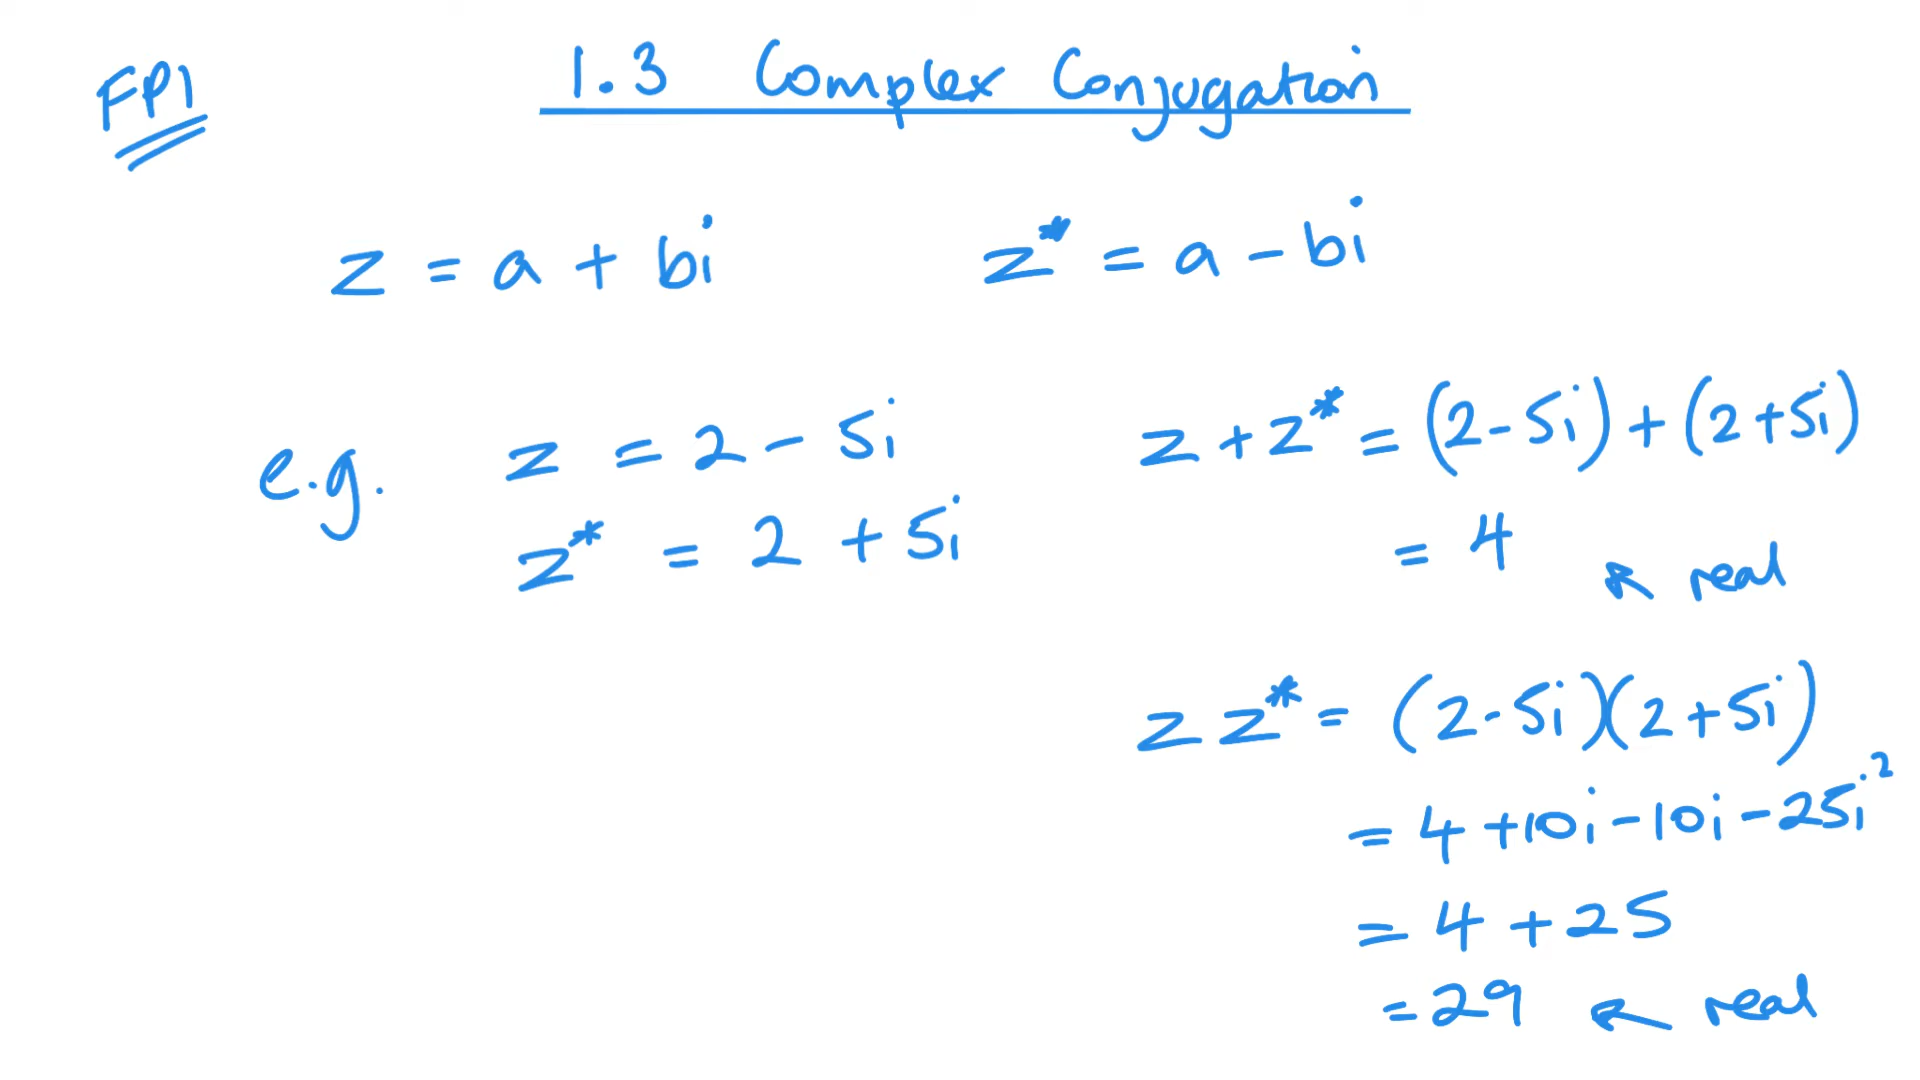 FP1
1.3 Complex Conjugation
z = a + bi
z* = a - bi
e.g.
z = 2 - 5i
z* = 2 + 5i
z + z* = (2-5i) + (2+5i)
= 4 ↖ real
z z* = (2-5i)(2+5i)
= 4 +10i -10i -25i²
= 4 + 25
= 29 ← real